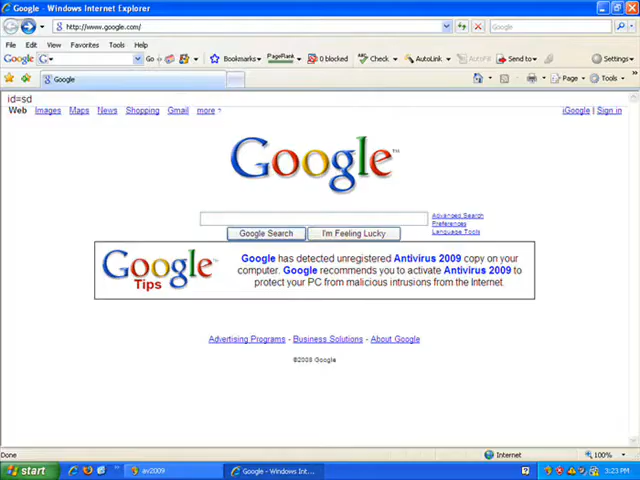 Google - Windows Internet Explorer
http://www.google.com/
Google
File Edit View Favorites Tools Help
Google G Go Bookmarks PageRank 0 blocked Check AutoLink AutoFill Send to Settings
Google Page Tools
id=sd
Web Images Maps News Shopping Gmail more iGoogle | Sign in
Google™
Advanced Search
Preferences
Language Tools
Google Search I'm Feeling Lucky
Google™
Tips
Google has detected unregistered Antivirus 2009 copy on your
computer. Google recommends you to activate Antivirus 2009 to
protect your PC from malicious intrusions from the Internet.
Advertising Programs - Business Solutions - About Google
©2008 Google
Done Internet 100%
start av2009 Google - Windows Int... 3:23 PM